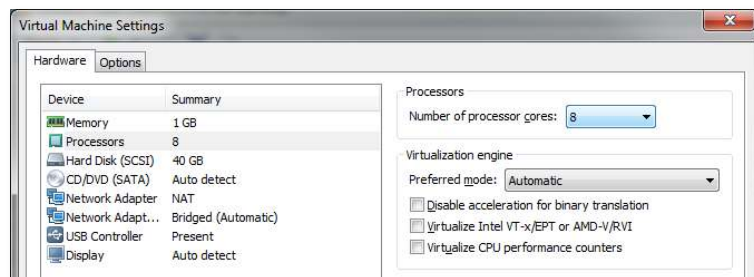 Virtual Machine Settings
Hardware Options
Device Summary
Memory 1 GB
Processors 8
Hard Disk (SCSI) 40 GB
CD/DVD (SATA) Auto detect
Network Adapter NAT
Network Adapt... Bridged (Automatic)
USB Controller Present
Display Auto detect
Processors
Number of processor cores: 8
Virtualization engine
Preferred mode: Automatic
Disable acceleration for binary translation
Virtualize Intel VT-x/EPT or AMD-V/RVI
Virtualize CPU performance counters